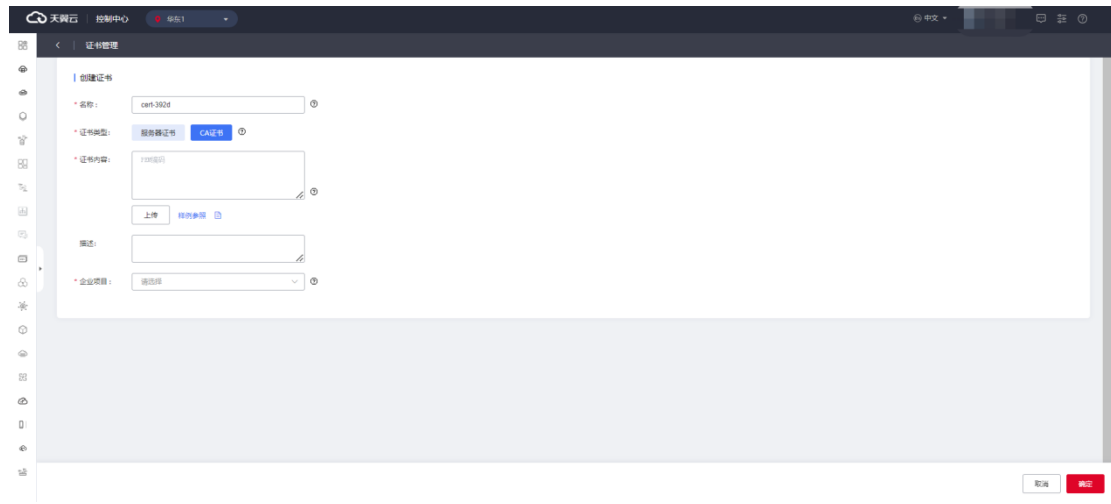 天翼云 控制中心 华东1 中文
证书管理
创建证书
* 名称： cert-392d
* 证书类型： 服务器证书 CA证书
* 证书内容：
上传 样例参照
描述：
* 企业项目： 请选择
取消 确定